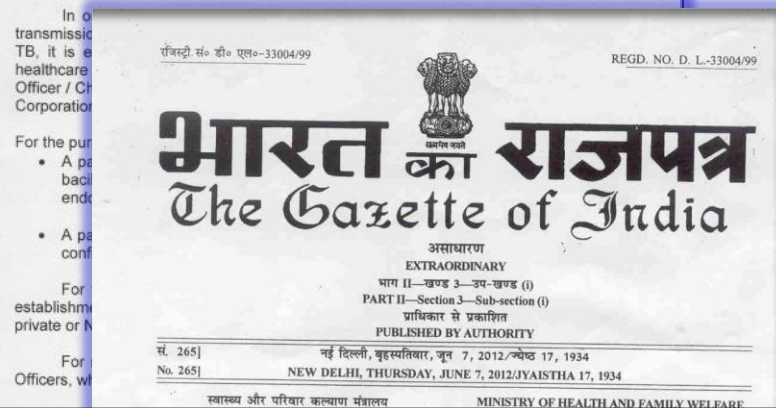 In
transmissio
TB, it is
healthcare
Officer / Ch
Corporation
For the pur
• A pa
bacil
endo
• A pa
conf
For
establishme
private or N
For
Officers, wh
रजिस्ट्री. सं० डी० एल०-33004/99
REGD. NO. D. L.-33004/99
सत्यमेव जयते
भारत का राजपत्र
The Gazette of India
असाधारण
EXTRAORDINARY
भाग II—खण्ड 3—उप-खण्ड (i)
PART II—Section 3—Sub-section (i)
प्राधिकार से प्रकाशित
PUBLISHED BY AUTHORITY
सं. 265] नई दिल्ली, बृहस्पतिवार, जून 7, 2012/ज्येष्ठ 17, 1934
No. 265] NEW DELHI, THURSDAY, JUNE 7, 2012/JYAISTHA 17, 1934
स्वास्थ्य और परिवार कल्याण मंत्रालय MINISTRY OF HEALTH AND FAMILY WELFARE